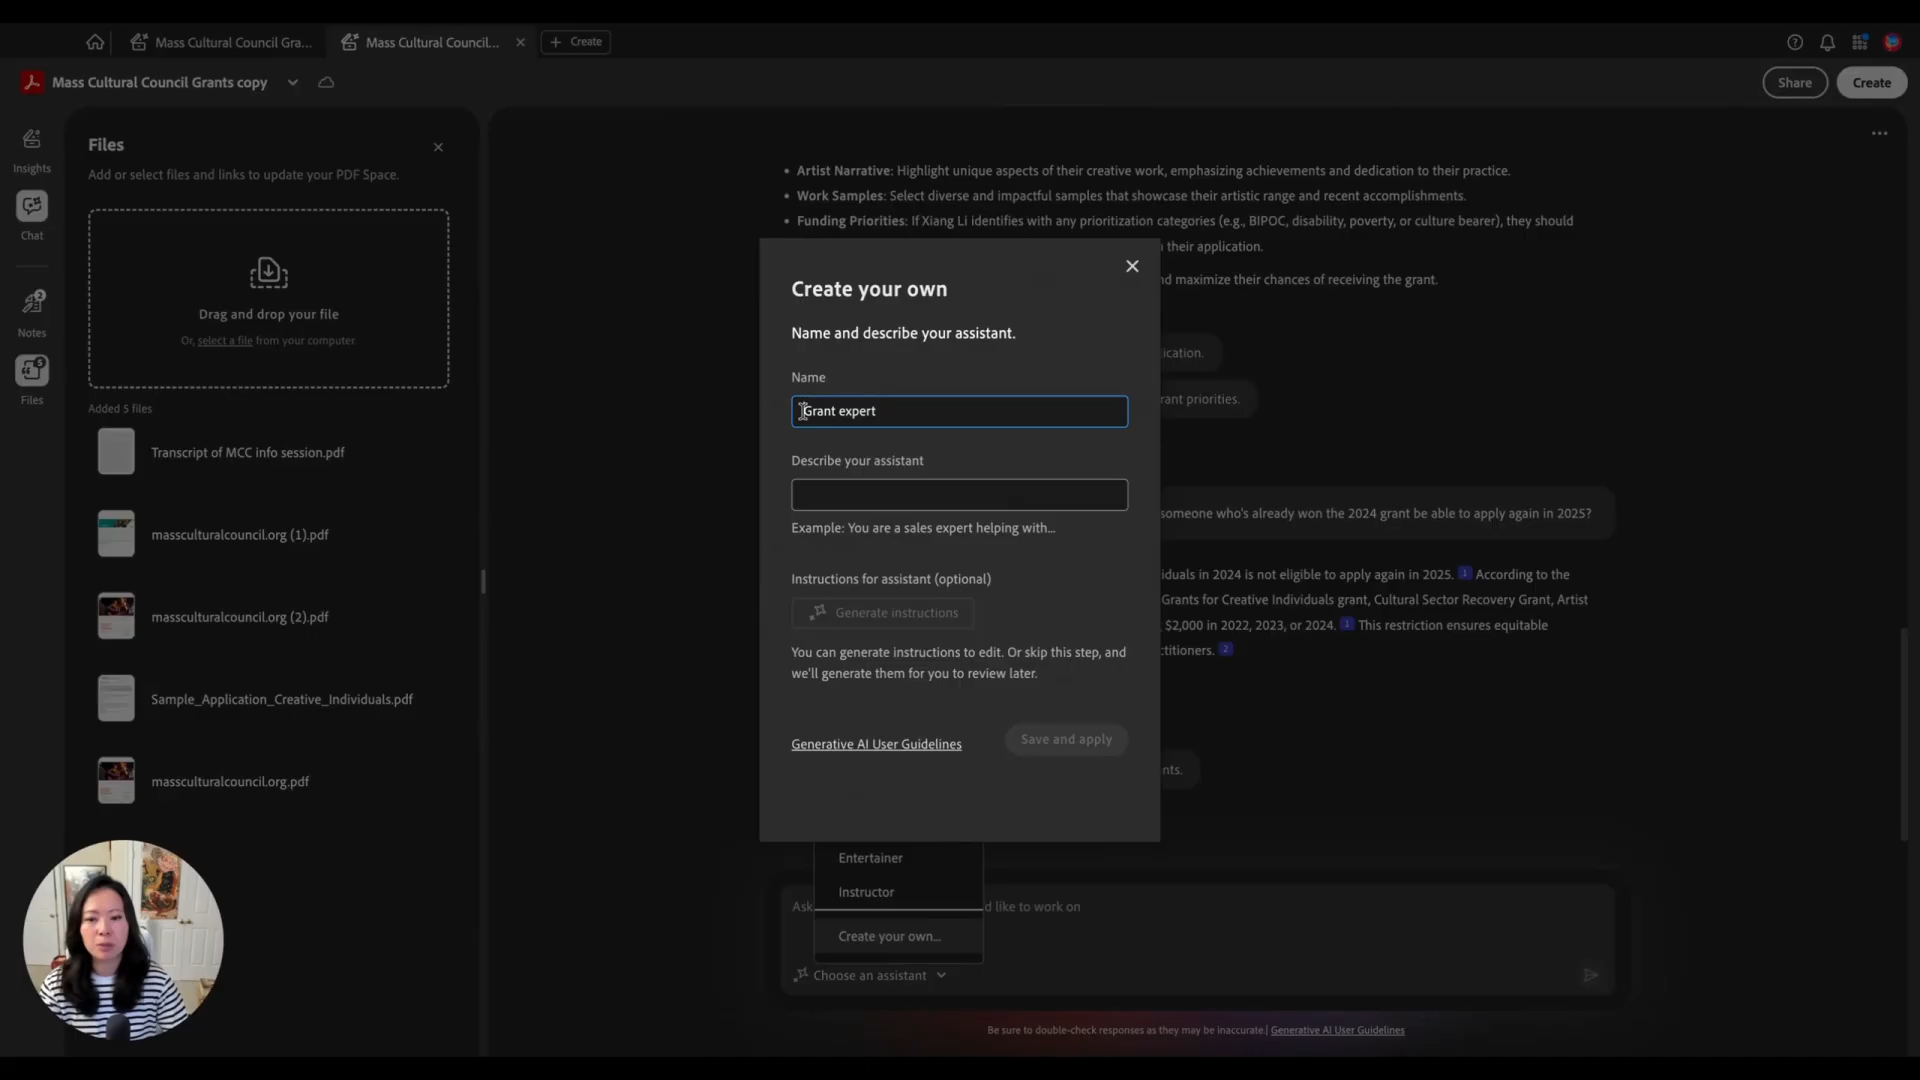 Mass Cultural Council Gra...
Mass Cultural Council...
Create
Mass Cultural Council Grants copy
Share
Create
Insights
Chat
Notes
Files
Files
Add or select files and links to update your PDF Space.
Drag and drop your file
Or, select a file from your computer
Added 5 files
Transcript of MCC info session.pdf
massculturalcouncil.org (1).pdf
massculturalcouncil.org (2).pdf
Sample_Application_Creative_Individuals.pdf
massculturalcouncil.org.pdf
• Artist Narrative: Highlight unique aspects of their creative work, emphasizing achievements and dedication to their practice.
• Work Samples: Select diverse and impactful samples that showcase their artistic range and recent accomplishments.
• Funding Priorities: If Xiang Li identifies with any prioritization categories (e.g., BIPOC, disability, poverty, or culture bearer), they should
their application.
and maximize their chances of receiving the grant.
ication.
rant priorities.
someone who's already won the 2024 grant be able to apply again in 2025?
iduals in 2024 is not eligible to apply again in 2025. 1 According to the
Grants for Creative Individuals grant, Cultural Sector Recovery Grant, Artist
$2,000 in 2022, 2023, or 2024. 1 This restriction ensures equitable
ctitioners. 2
nts.
Create your own
Name and describe your assistant.
Name
Grant expert
Describe your assistant
Example: You are a sales expert helping with...
Instructions for assistant (optional)
Generate instructions
You can generate instructions to edit. Or skip this step, and
we'll generate them for you to review later.
Generative AI User Guidelines
Save and apply
Entertainer
Instructor
Create your own...
Ask
d like to work on
Choose an assistant
Be sure to double-check responses as they may be inaccurate.| Generative AI User Guidelines